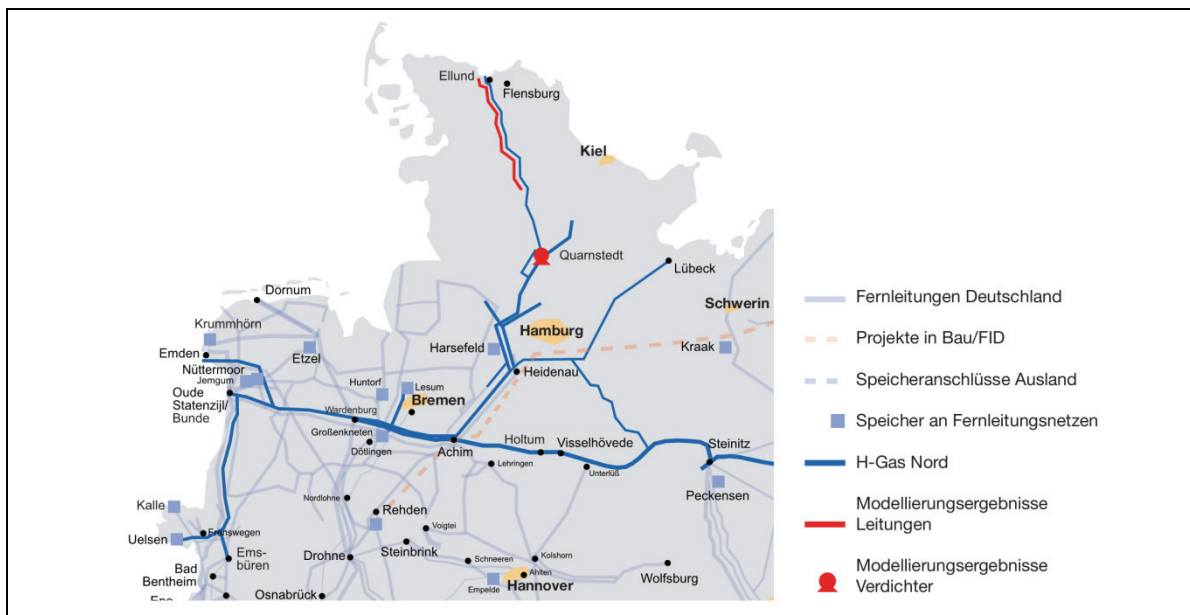 Ellund
Flensburg
Kiel
Quarnstedt
Lübeck
Dornum
Schwerin
Krummhörn
Hamburg
Emden
Etzel
Harsefeld
Kraak
Nüttermoor
Jemgum
Huntorf
Lesum
Heidenau
Oude
Statenzijl/
Bunde
Bremen
Wardenburg
Großenkneten
Dötlingen
Achim
Holtum
Visselhövede
Steinitz
Lehringen
Unterlüß
Peckensen
Nordlohne
Kalle
Rehden
Voigtei
Frenswegen
Uelsen
Ems-
büren
Drohne
Steinbrink
Schneeren
Kolshorn
Bad
Bentheim
Ahlten
Wolfsburg
Empelde
Hannover
Osnabrück
Fernleitungen Deutschland
Projekte in Bau/FID
Speicheranschlüsse Ausland
Speicher an Fernleitungsnetzen
H-Gas Nord
Modellierungsergebnisse
Leitungen
Modellierungsergebnisse
Verdichter